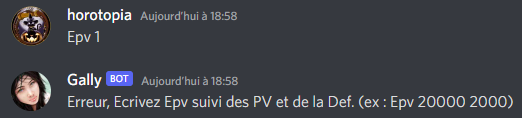 horotopia Aujourd'hui à 18:58
Epv 1
Gally BOT Aujourd'hui à 18:58
Erreur, Ecrivez Epv suivi des PV et de la Def. (ex : Epv 20000 2000)